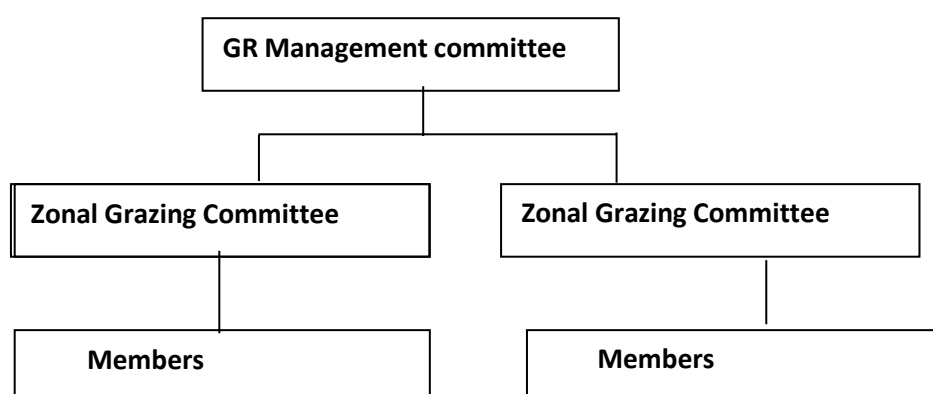 GR Management committee
Zonal Grazing Committee
Zonal Grazing Committee
Members
Members